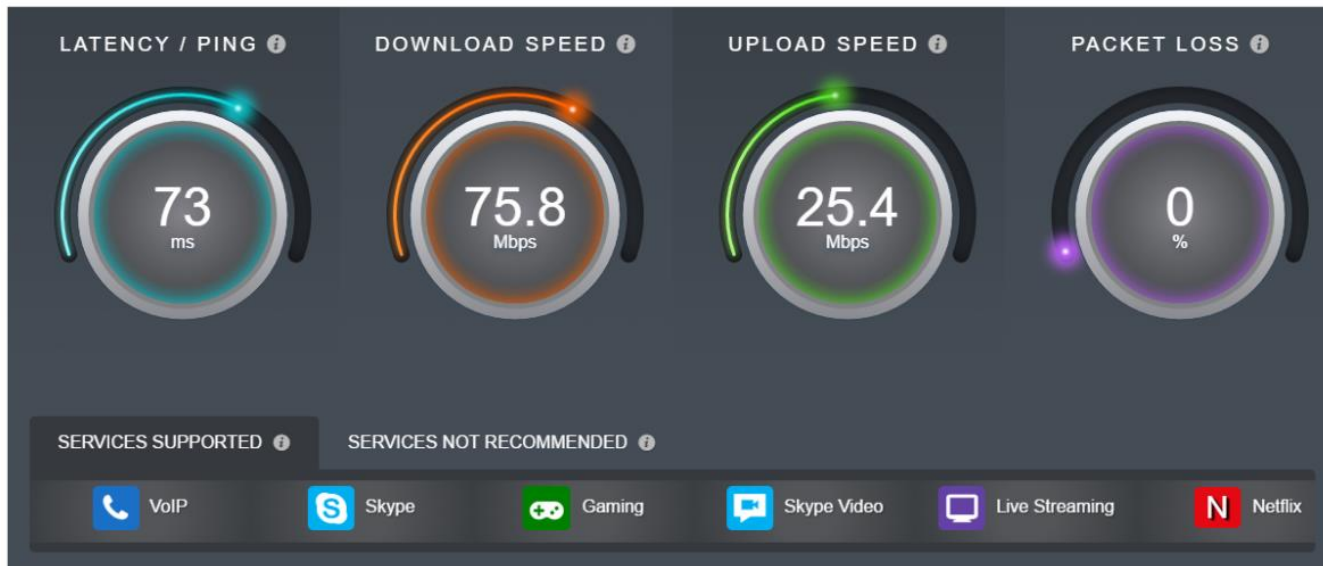 LATENCY / PING i
DOWNLOAD SPEED i
UPLOAD SPEED i
PACKET LOSS i
73
ms
75.8
Mbps
25.4
Mbps
0
%
SERVICES SUPPORTED i
SERVICES NOT RECOMMENDED i
VoIP
S Skype
Gaming
Skype Video
Live Streaming
N Netflix